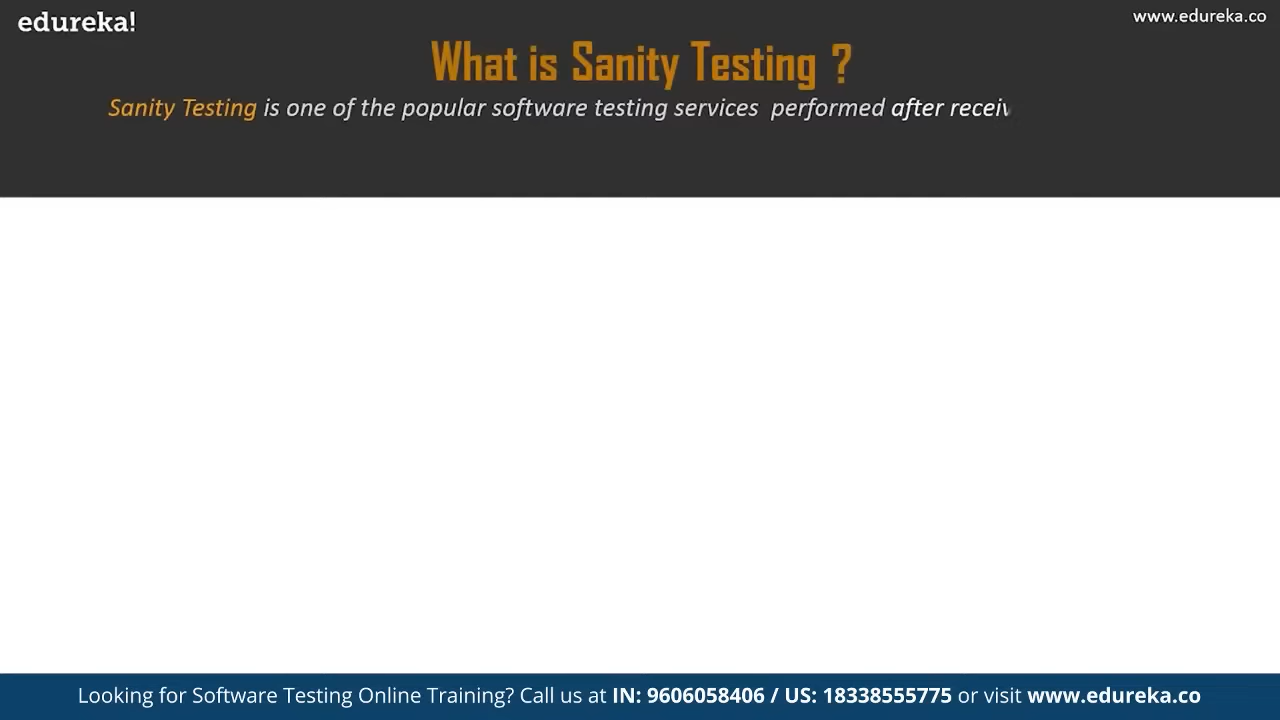 edureka!
www.edureka.co
What is Sanity Testing ?
Sanity Testing is one of the popular software testing services performed after
Looking for Software Testing Online Training? Call us at IN: 9606058406 / US: 18338555775 or visit www.edureka.co